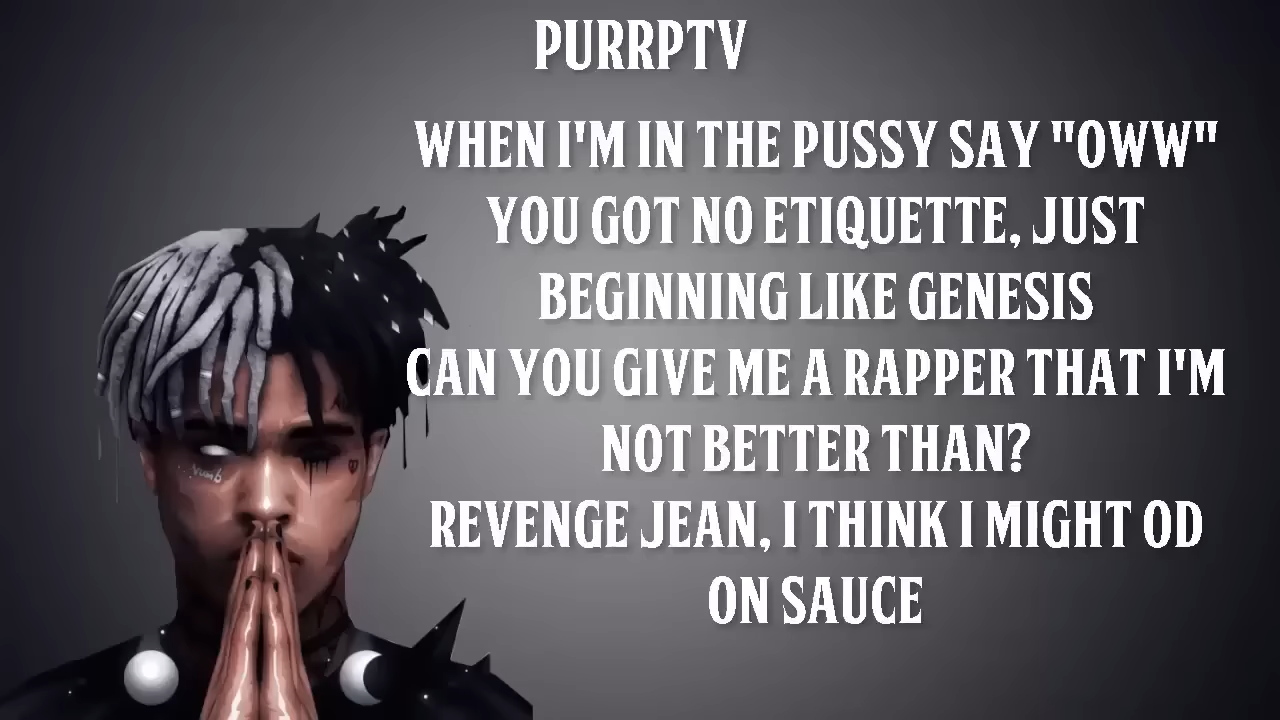 PURRPTV
WHEN I'M IN THE PUSSY SAY "OWW"
YOU GOT NO ETIQUETTE, JUST
BEGINNING LIKE GENESIS
CAN YOU GIVE ME A RAPPER THAT I'M
NOT BETTER THAN?
REVENGE JEAN, I THINK I MIGHT OD
ON SAUCE